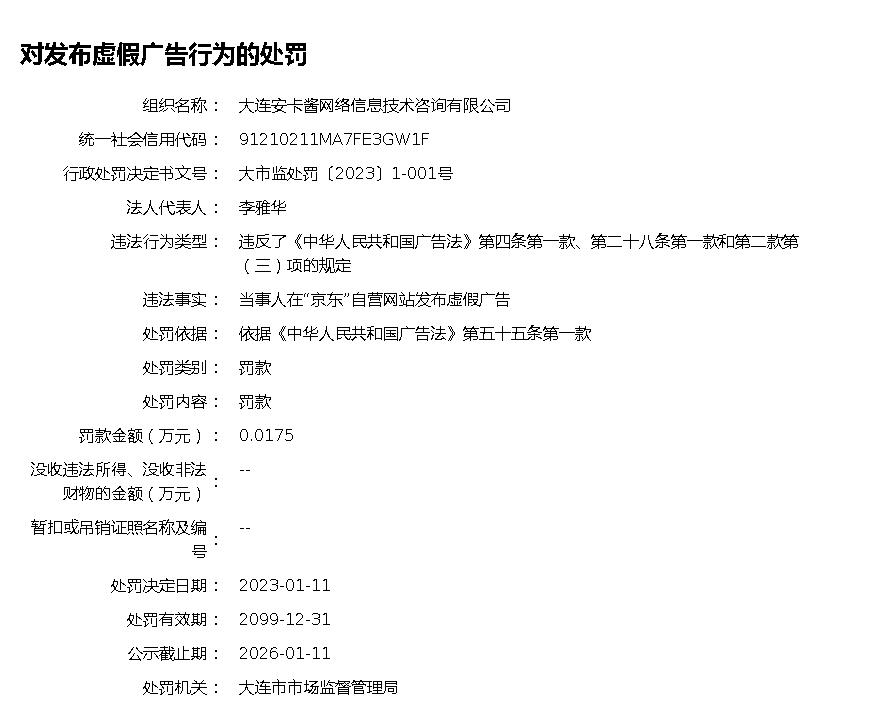 对发布虚假广告行为的处罚
组织名称： 大连安卡酱网络信息技术咨询有限公司
统一社会信用代码： 91210211MA7FE3GW1F
行政处罚决定书文号： 大市监处罚〔2023〕1-001号
法人代表人： 李雅华
违法行为类型： 违反了《中华人民共和国广告法》第四条第一款、第二十八条第一款和第二款第
（三）项的规定
违法事实： 当事人在“京东”自营网站发布虚假广告
处罚依据： 依据《中华人民共和国广告法》第五十五条第一款
处罚类别： 罚款
处罚内容： 罚款
罚款金额（万元）： 0.0175
没收违法所得、没收非法
财物的金额（万元）： --
暂扣或吊销证照名称及编
号： --
处罚决定日期： 2023-01-11
处罚有效期： 2099-12-31
公示截止期： 2026-01-11
处罚机关： 大连市市场监督管理局